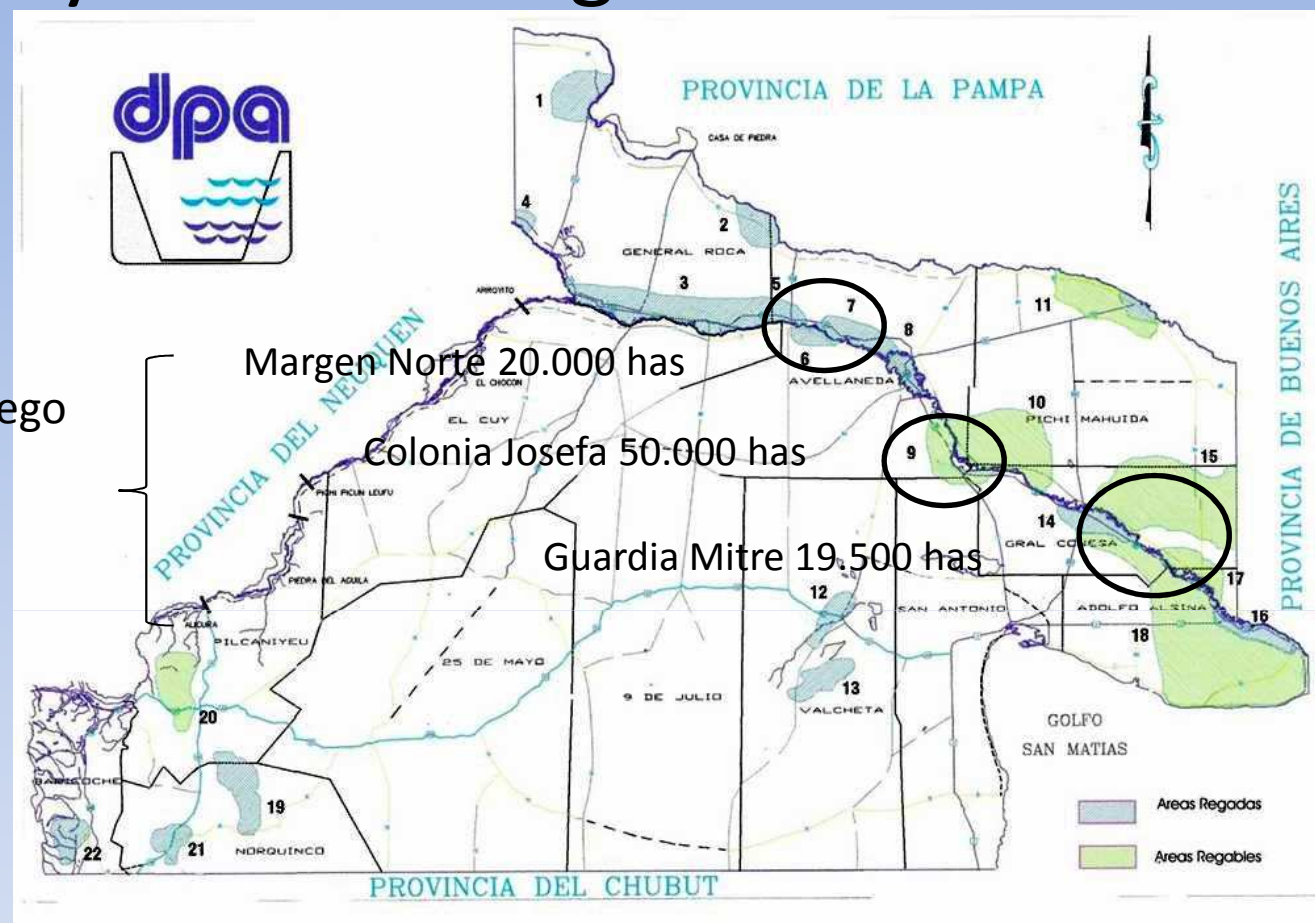 dpa
PROVINCIA DE LA PAMPA
1
CASA DE PIEDRA
4
2
GENERAL ROCA
PROVINCIA DE BUENOS AIRES
3
5
7
11
ARROYITO
8
Margen Norte 20.000 has
6
AVELLANEDA
EL CHOCON
PROVINCIA DEL NEUQUEN
EL CUY
10
PICHI MAHUIDA
Colonia Josefa 50.000 has
9
15
PICHI PICUN LEUFU
14
GRAL CONESA
Guardia Mitre 19.500 has
PIEDRA DEL AGUILA
12
17
SAN ANTONIO
ADOLFO ALSINA
ALICURA
16
PILCANIYEU
18
25 DE MAYO
13
9 DE JULIO
VALCHETA
20
GOLFO
SAN MATIAS
BARILOCHE
19
Areas Regadas
22
21
NORQUINCO
Areas Regables
PROVINCIA DEL CHUBUT